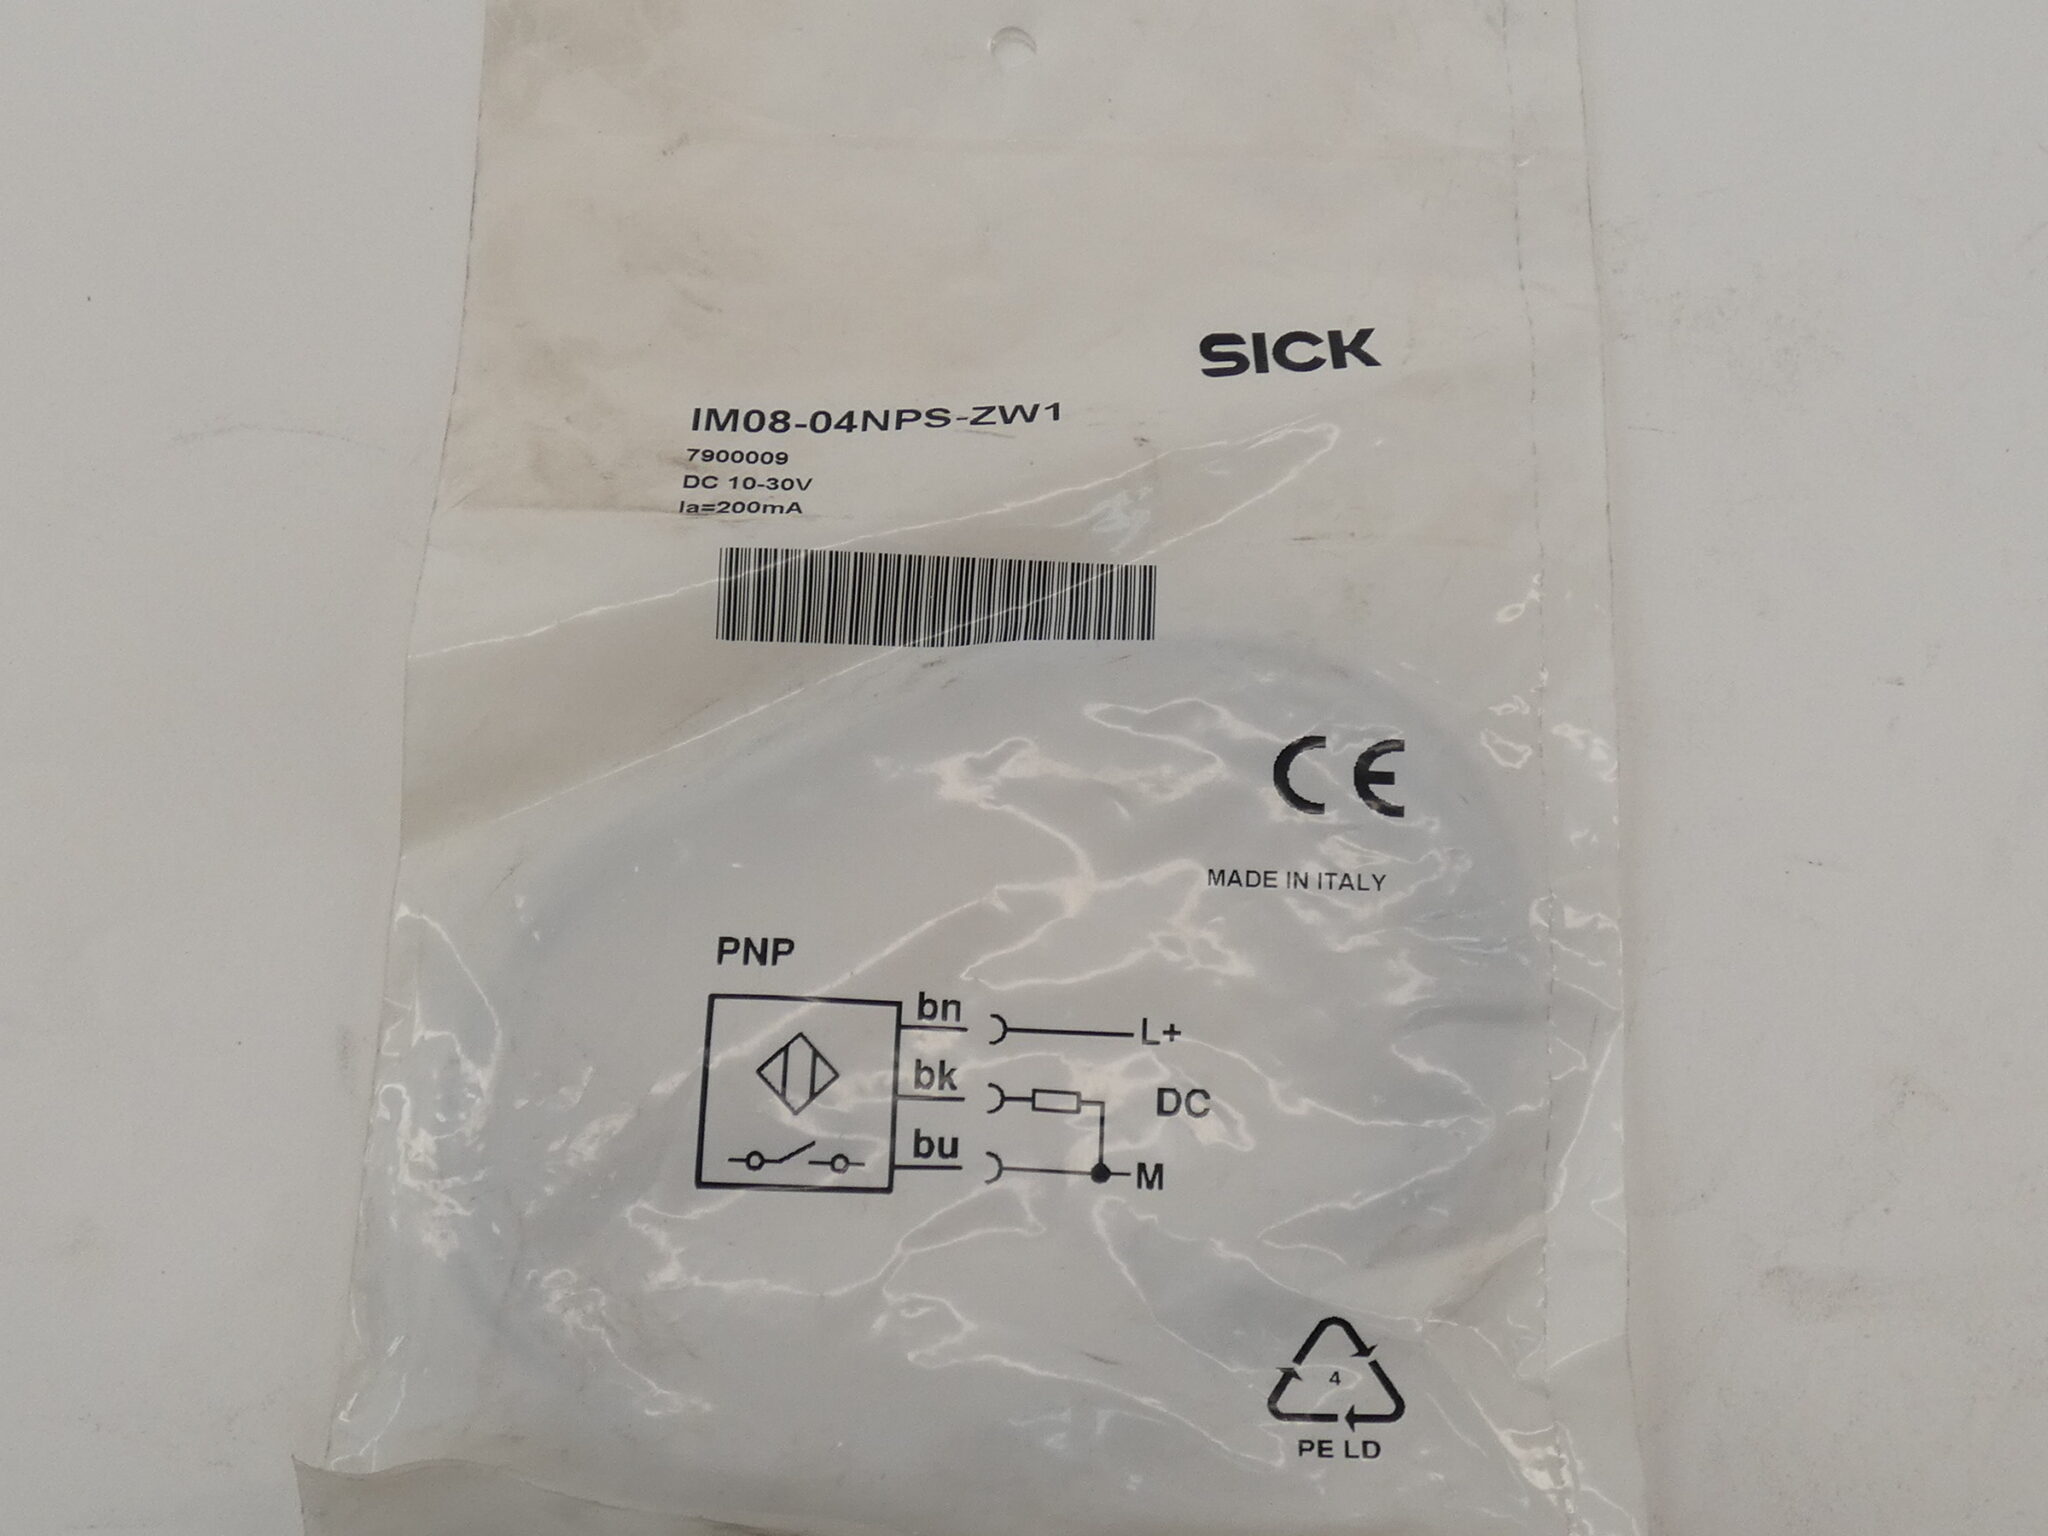 SICK
IM08-04NPS-ZW1
7900009
DC 10-30V
Ia=200mA
CE
MADE IN ITALY
PNP
bn
L+
bk
DC
bu
M
4
PE LD